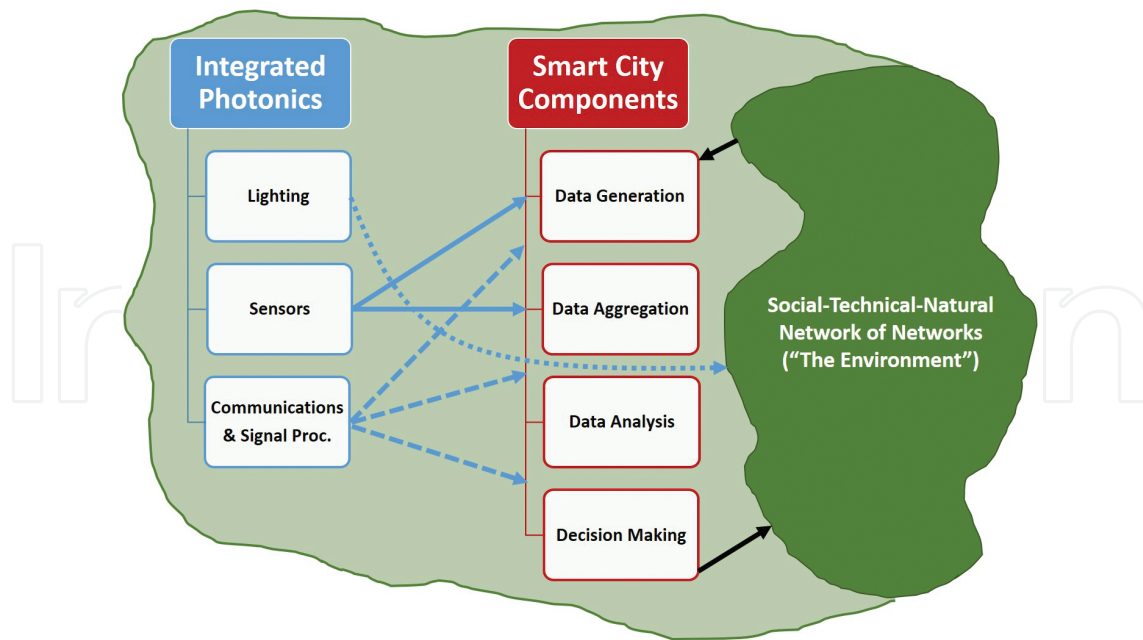 Integrated
Photonics
Lighting
Sensors
Communications
& Signal Proc.
Smart City
Components
Data Generation
Data Aggregation
Data Analysis
Decision Making
Social-Technical-Natural
Network of Networks
(“The Environment”)